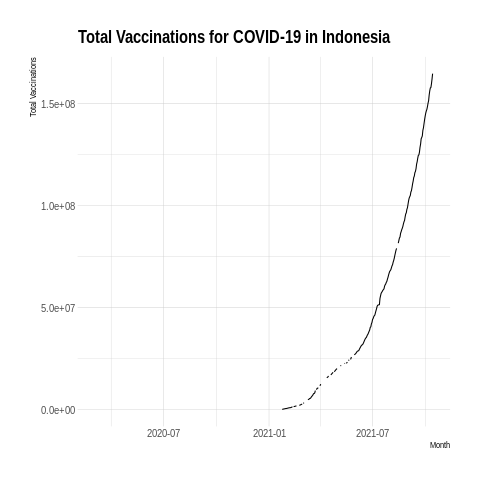 Total Vaccinations for COVID-19 in Indonesia
Total Vaccinations
1.5e+08
1.0e+08
5.0e+07
0.0e+00
2020-07
2021-01
2021-07
Month